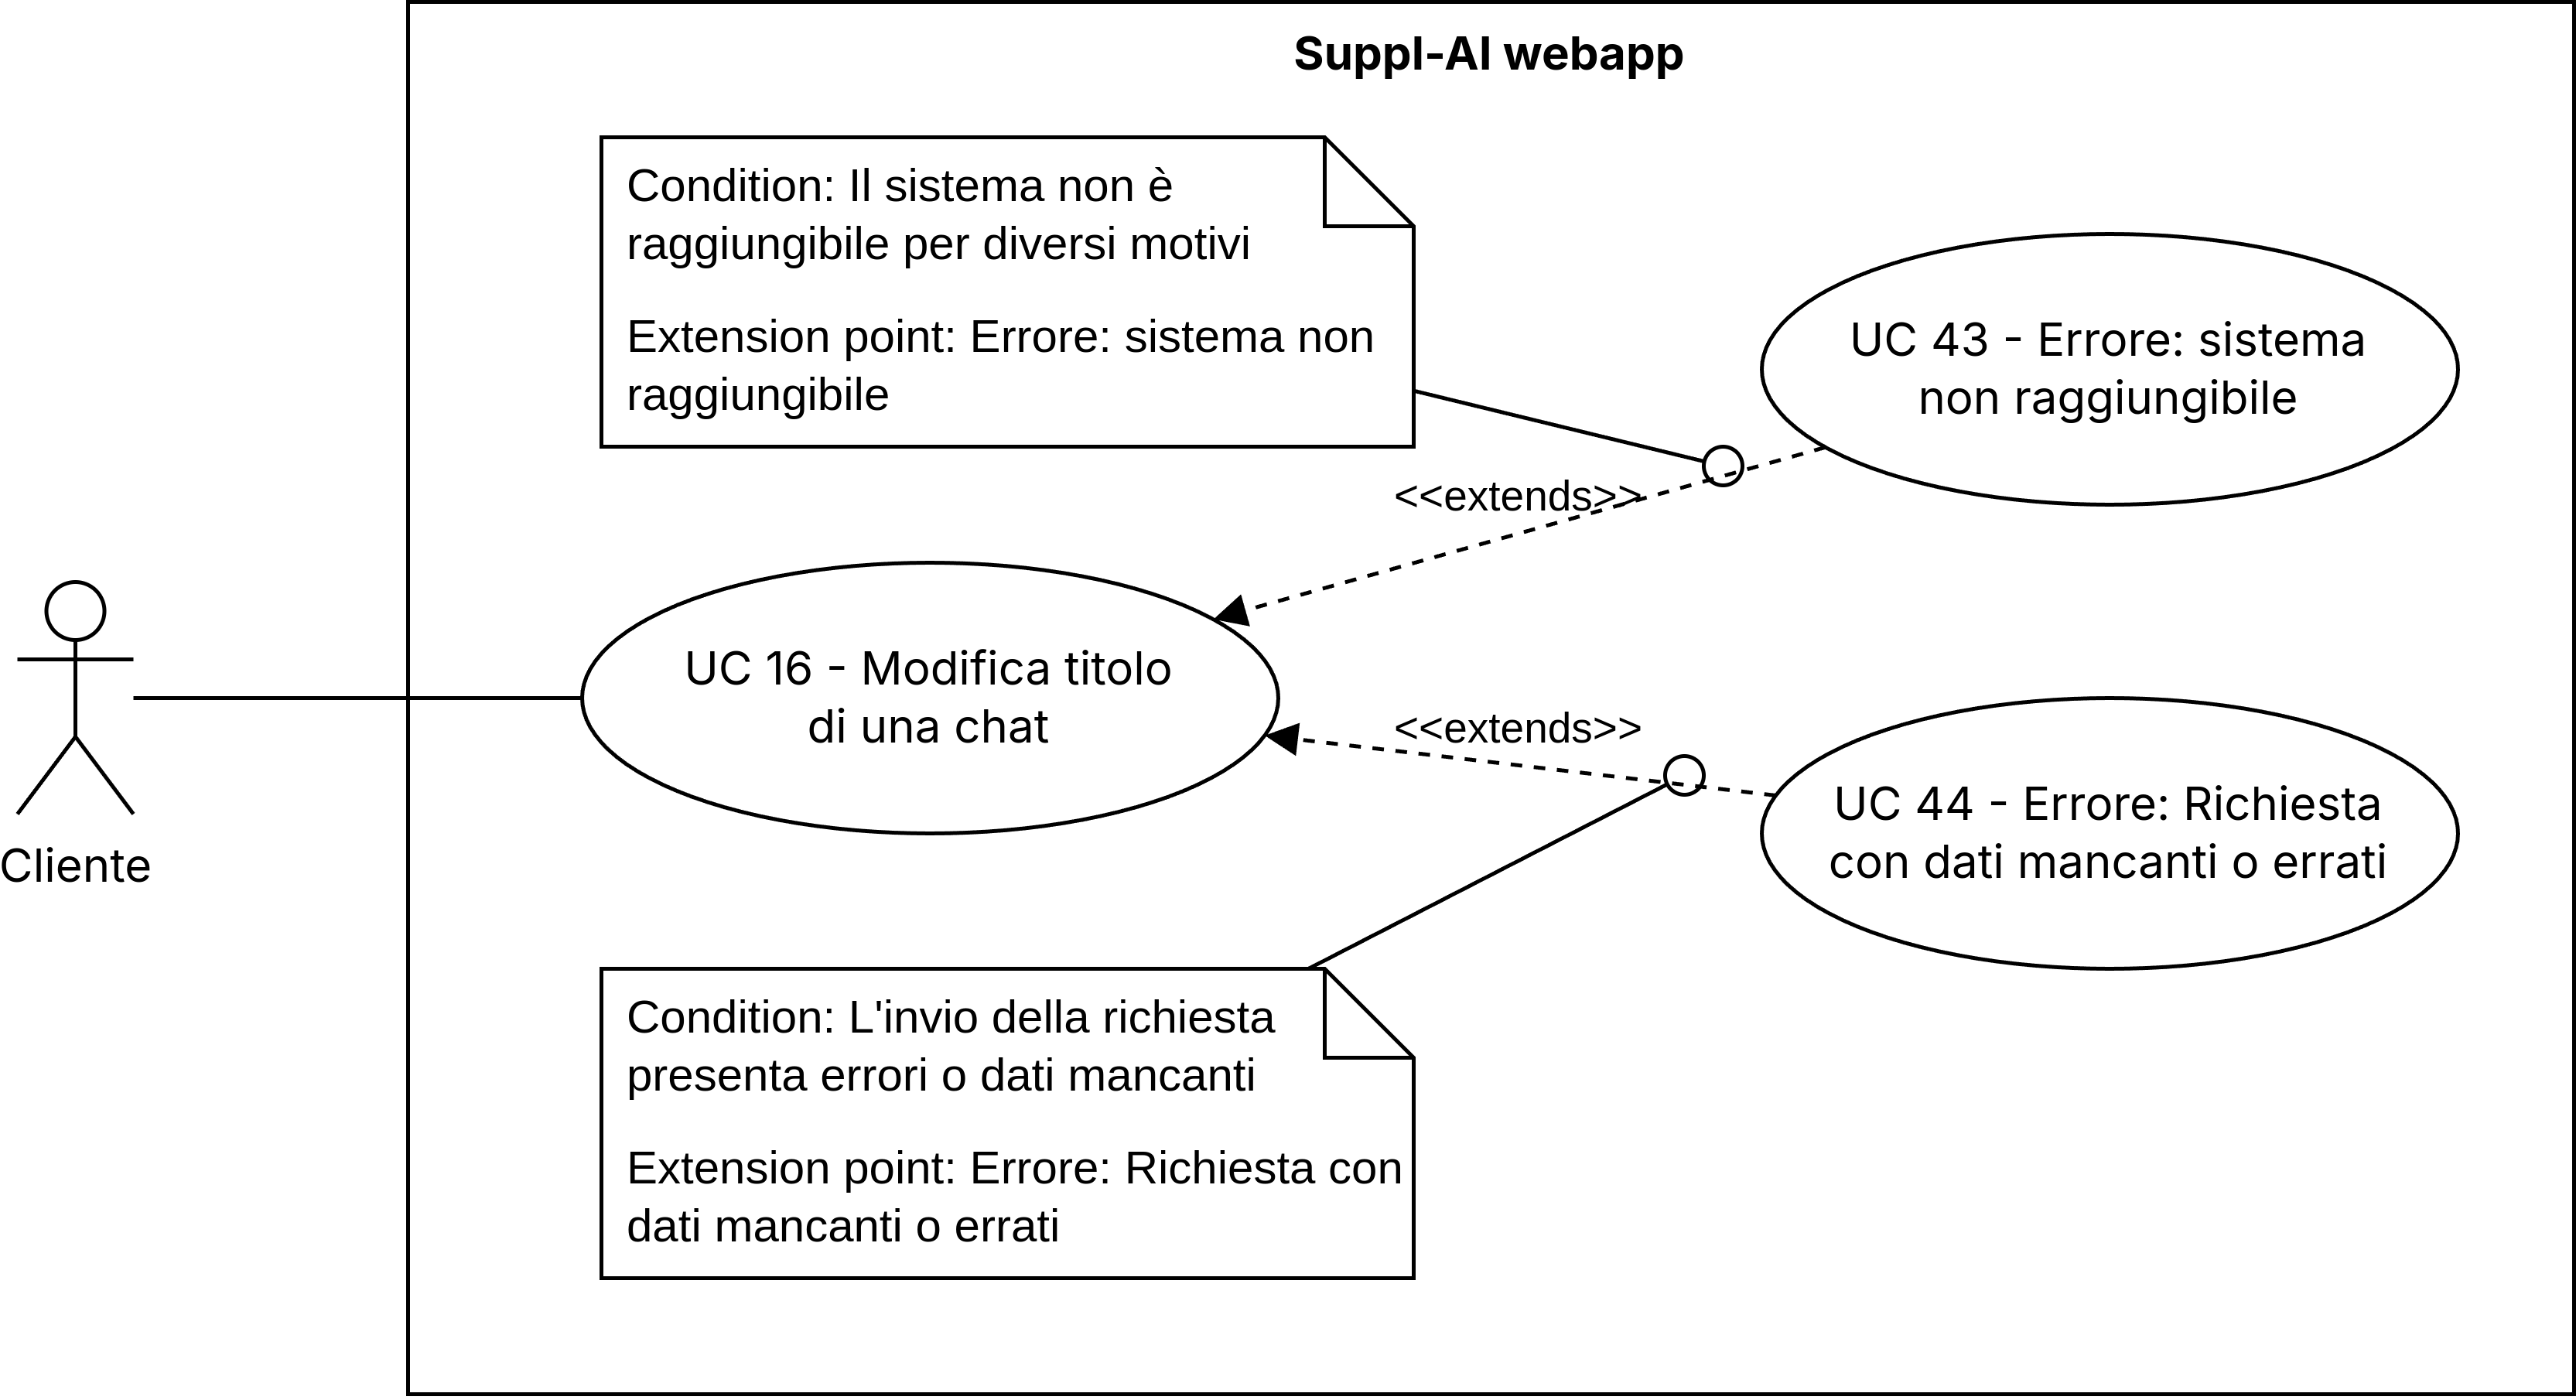 Suppl-AI webapp
Condition: Il sistema non è
raggiungibile per diversi motivi
Extension point: Errore: sistema non
raggiungibile
UC 43 - Errore: sistema
non raggiungibile
<<extends>>
UC 16 - Modifica titolo
di una chat
<<extends>>
UC 44 - Errore: Richiesta
con dati mancanti o errati
Cliente
Condition: L'invio della richiesta
presenta errori o dati mancanti
Extension point: Errore: Richiesta con
dati mancanti o errati